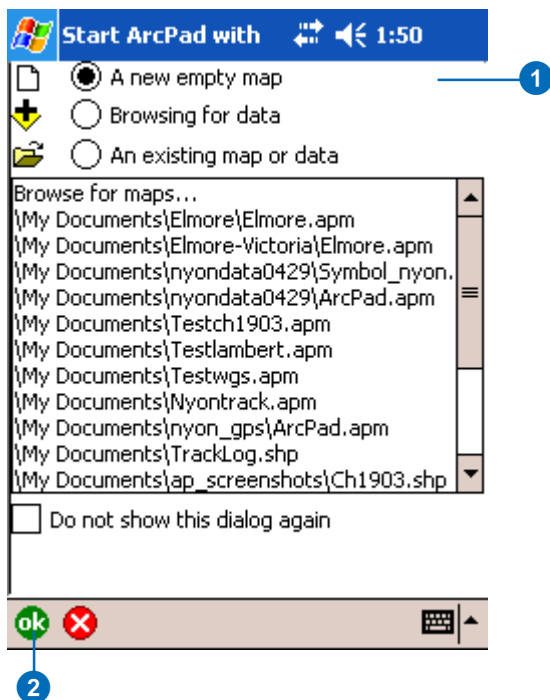 Start ArcPad with 1:50
A new empty map
1
Browsing for data
An existing map or data
Browse for maps...
\My Documents\Elmore\Elmore.apm
\My Documents\Elmore-Victoria\Elmore.apm
\My Documents\nyondata0429\Symbol_nyon.
\My Documents\nyondata0429\ArcPad.apm
\My Documents\Testch1903.apm
\My Documents\Testlambert.apm
\My Documents\Testwgs.apm
\My Documents\Nyontrack.apm
\My Documents\nyon_gps\ArcPad.apm
\My Documents\TrackLog.shp
\My Documents\ap_screenshots\Ch1903.shp
Do not show this dialog again
ok
2